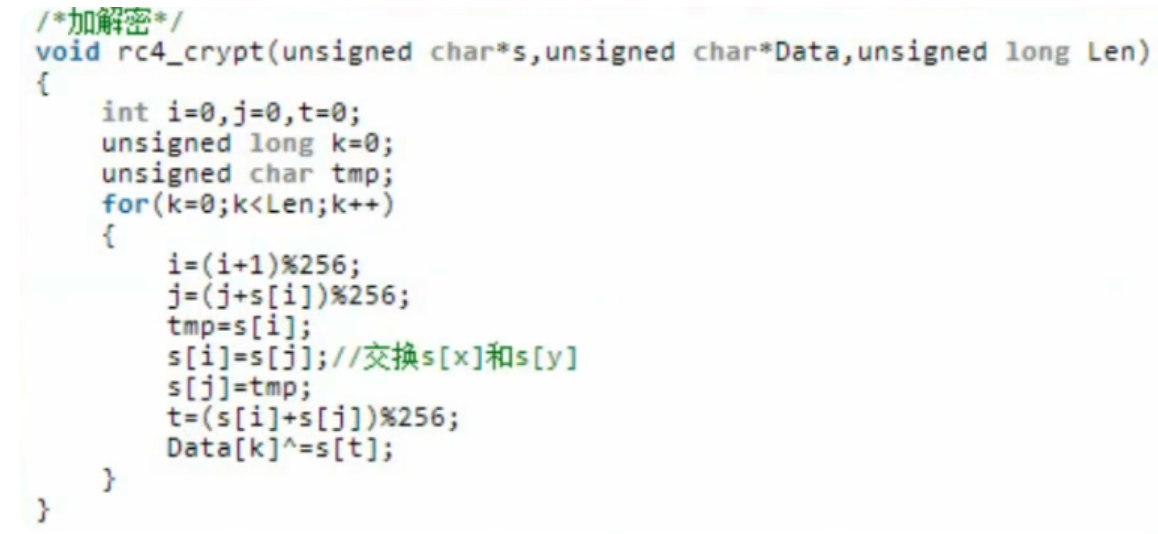 /*加解密*/
void rc4_crypt(unsigned char*s,unsigned char*Data,unsigned long Len)
{
    int i=0,j=0,t=0;
    unsigned long k=0;
    unsigned char tmp;
    for(k=0;k<Len;k++)
    {
        i=(i+1)%256;
        j=(j+s[i])%256;
        tmp=s[i];
        s[i]=s[j];//交换s[x]和s[y]
        s[j]=tmp;
        t=(s[i]+s[j])%256;
        Data[k]^=s[t];
    }
}